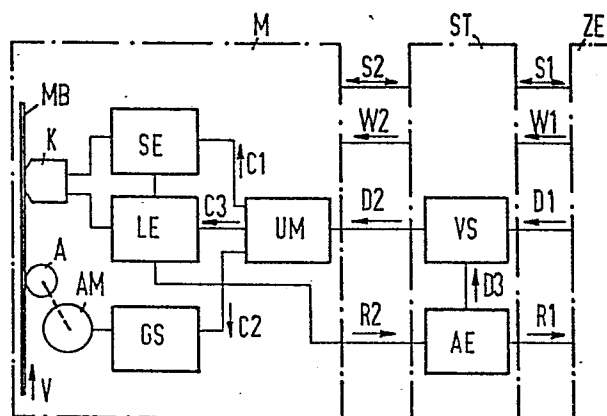 M ST ZE
MB S2 S1
K SE W2 W1
C1
LE C3 UM D2 VS D1
A
AM D3
GS C2 R2 AE R1
V